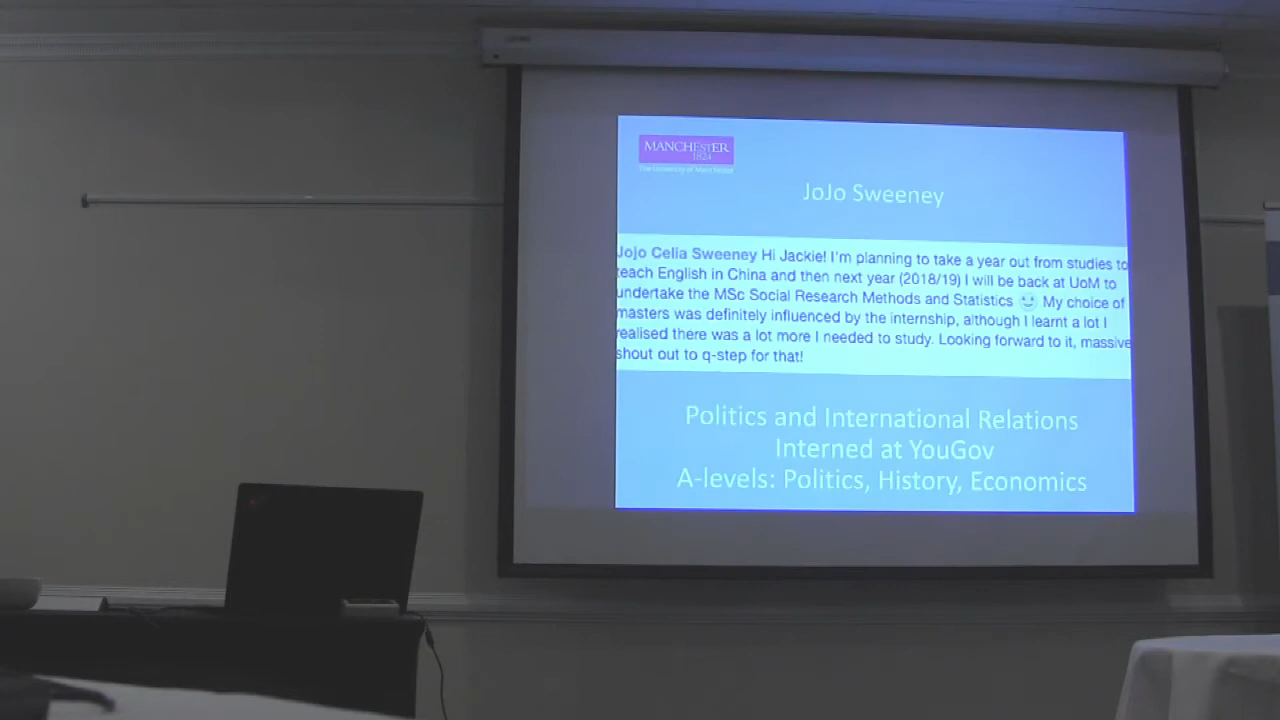 MANCHESTER
1824
The University of Manchester
JoJo Sweeney
Jojo Celia Sweeney Hi Jackie! I'm planning to take a year out from studies to
teach English in China and then next year (2018/19) I will be back at UoM to
undertake the MSc Social Research Methods and Statistics 🙂 My choice of
masters was definitely influenced by the internship, although I learnt a lot I
realised there was a lot more I needed to study. Looking forward to it, massive
shout out to q-step for that!
Politics and International Relations
Interned at YouGov
A-levels: Politics, History, Economics